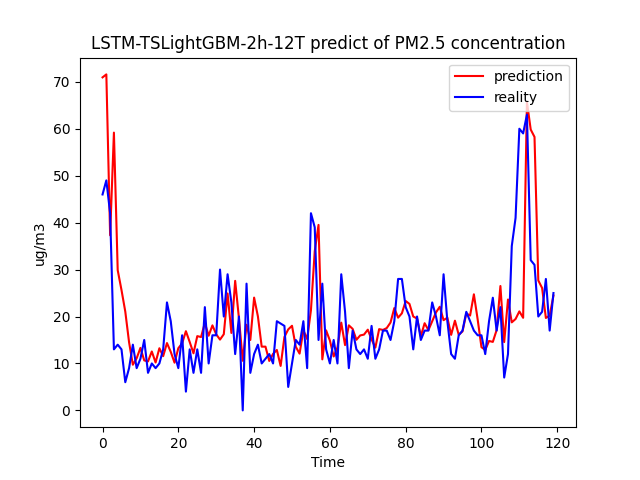 LSTM-TSLightGBM-2h-12T predict of PM2.5 concentration
prediction
reality
70
60
50
40
30
20
10
0
ug/m3
0 20 40 60 80 100 120
Time